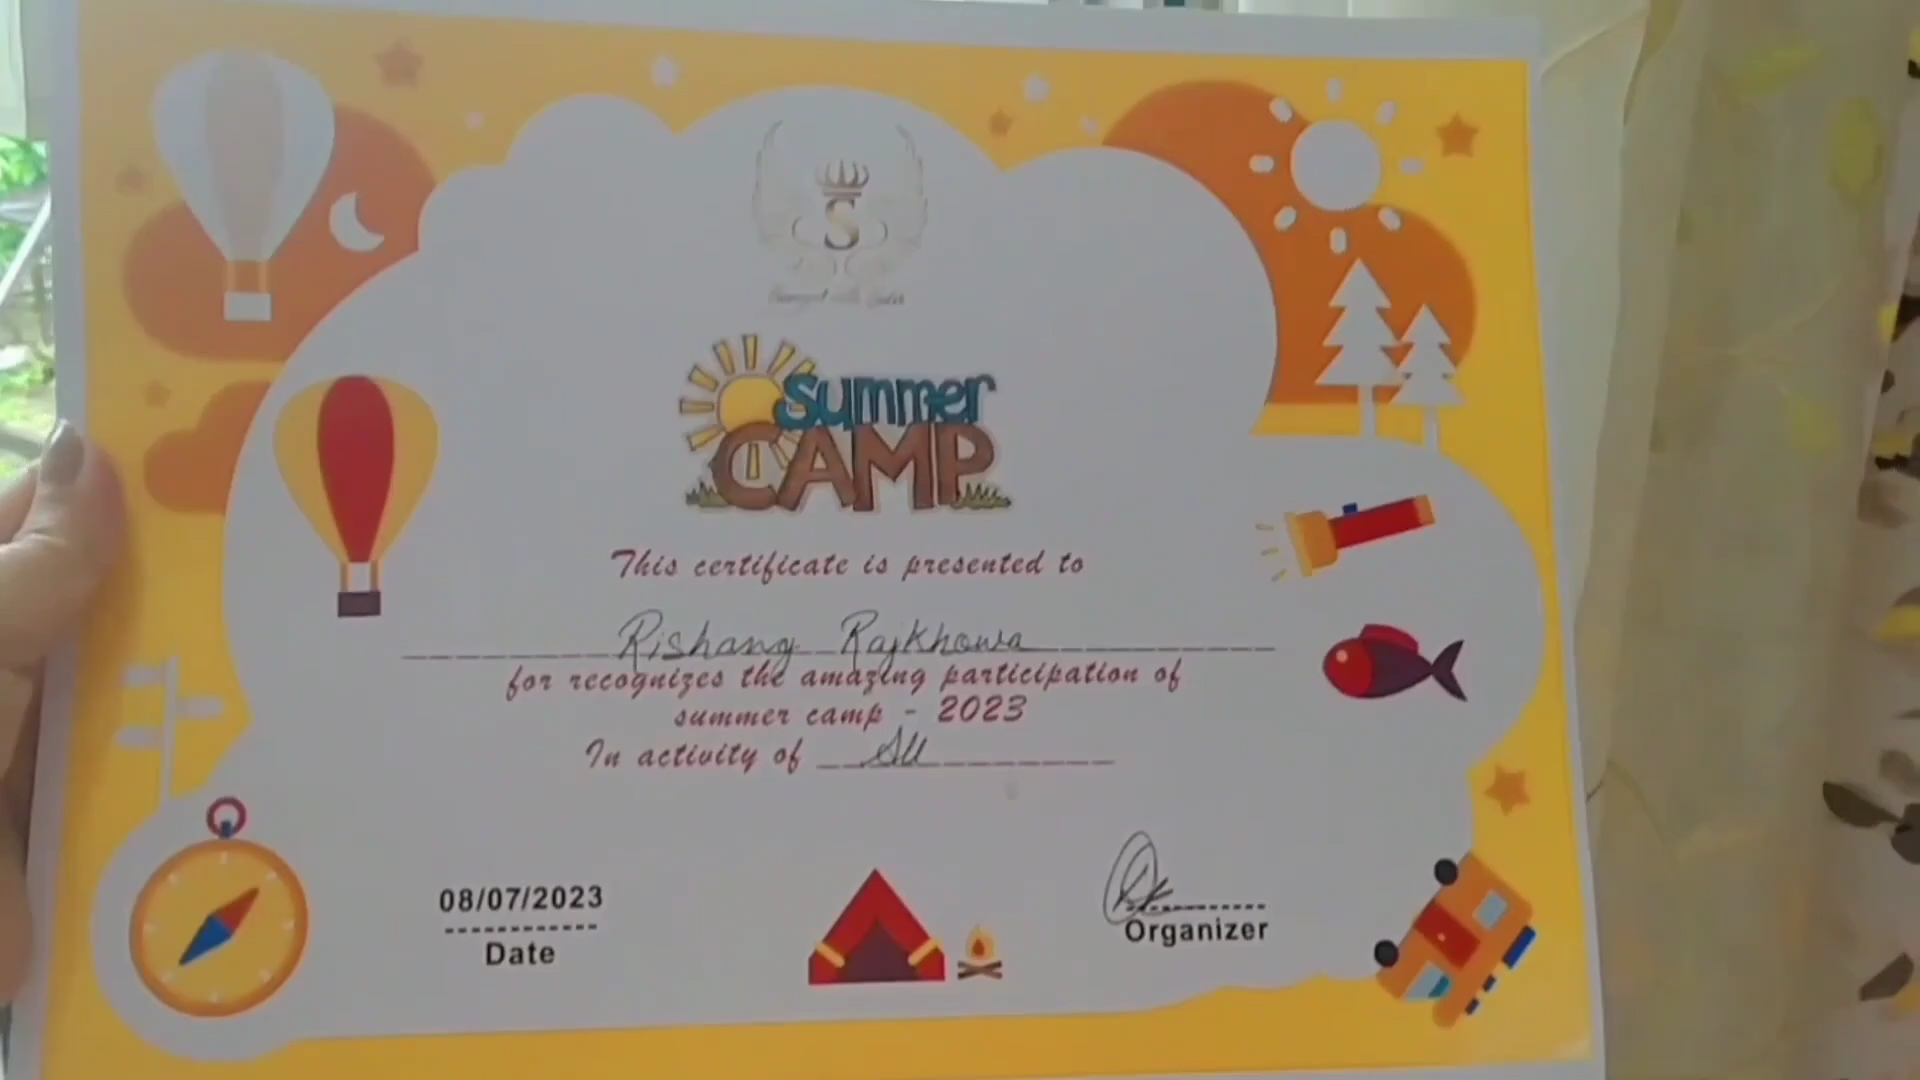 S
Summer
CAMP
This certificate is presented to
Rishang Rajkhowa
for recognizes the amazing participation of
summer camp - 2023
In activity of All
08/07/2023
Date
Organizer